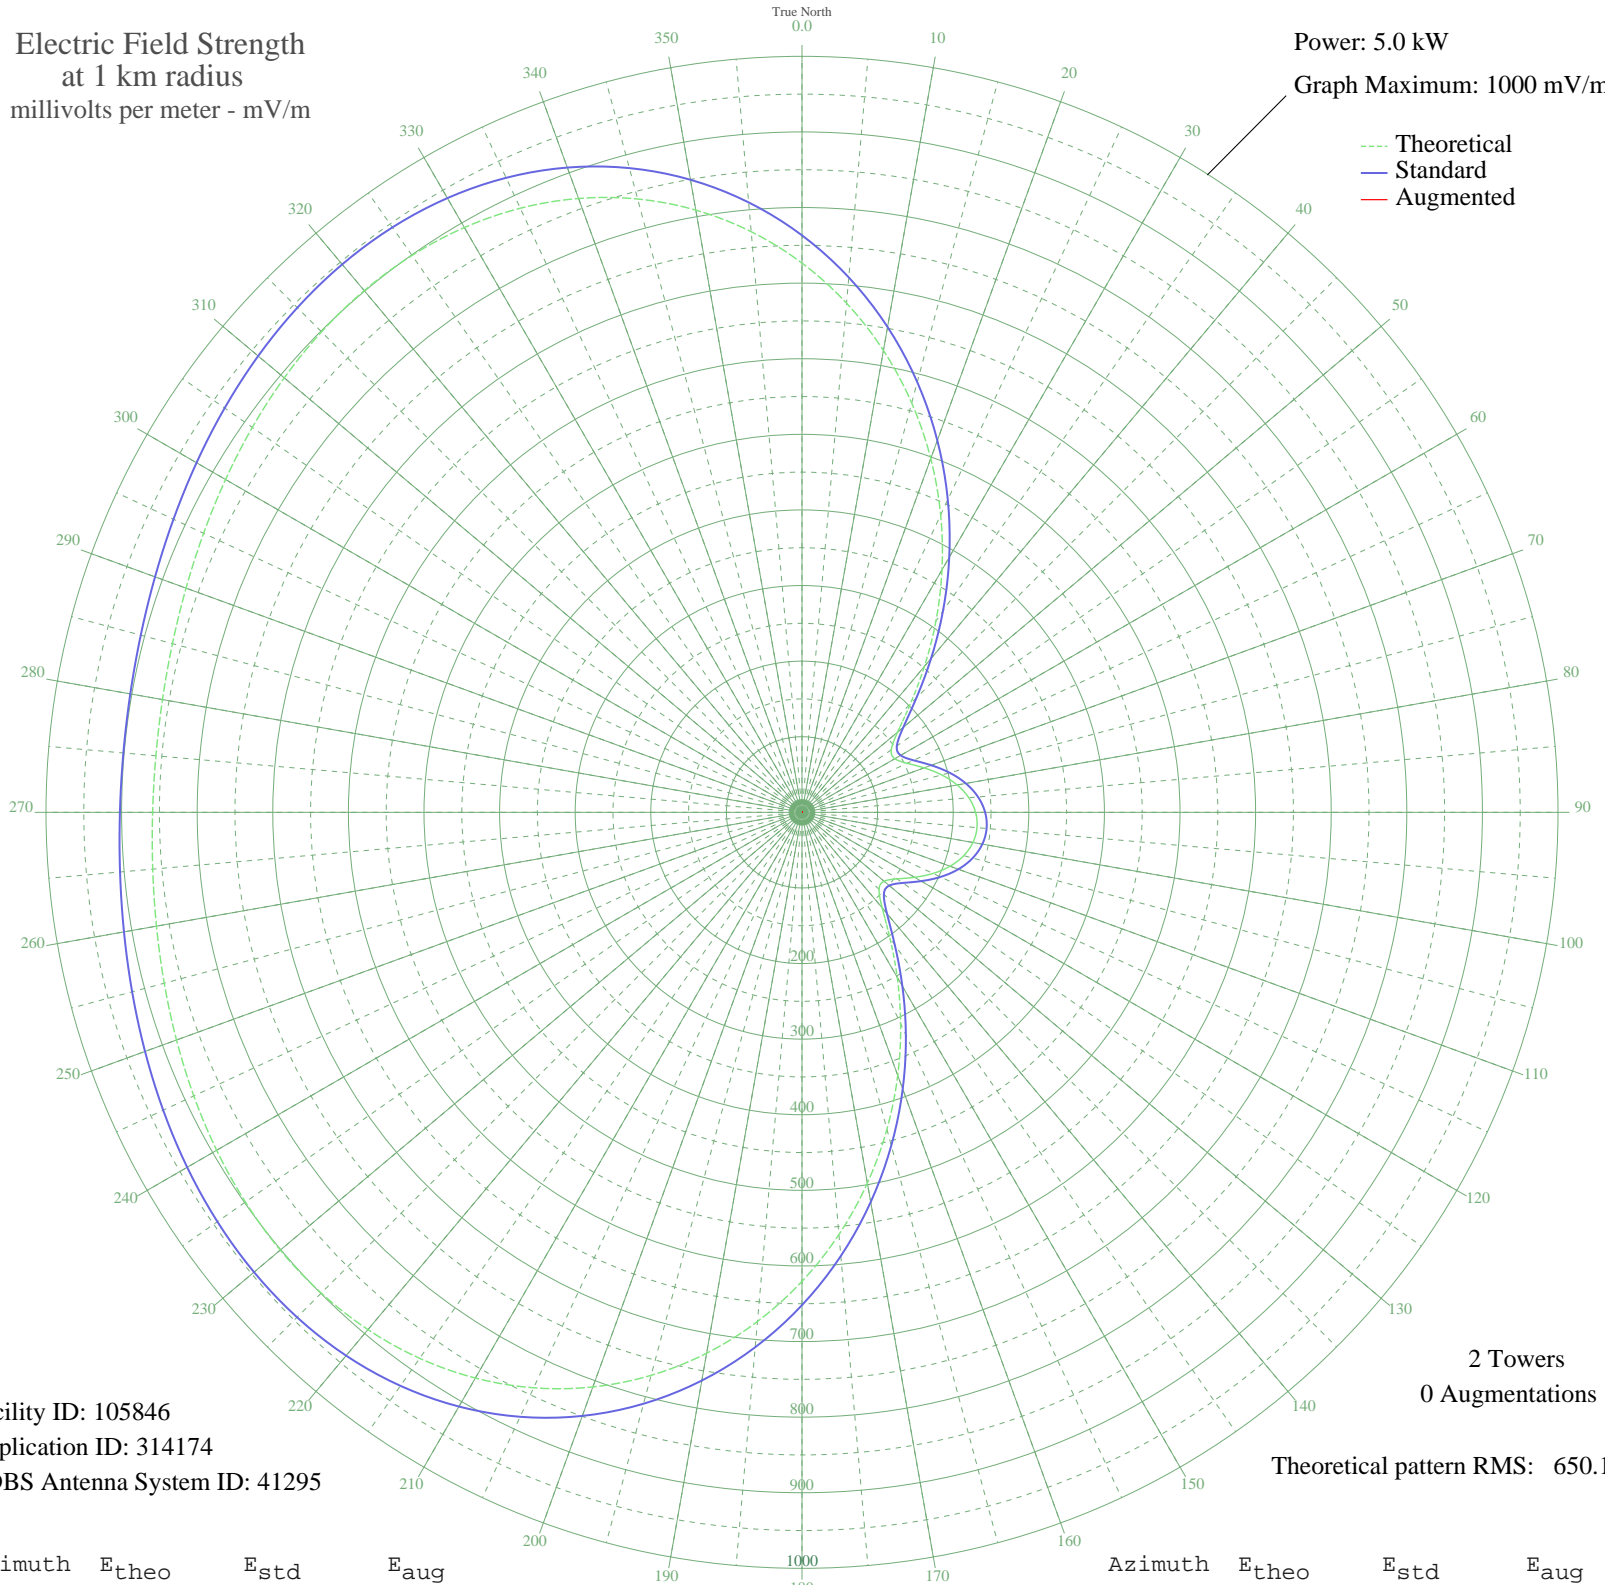 True North
0.0
Electric Field Strength
at 1 km radius
millivolts per meter - mV/m
Power: 5.0 kW
Graph Maximum: 1000 mV/m
Theoretical
Standard
Augmented
10
20
30
40
50
60
70
80
90
100
110
120
130
140
150
160
170
190
200
210
220
230
240
250
260
270
280
290
300
310
320
330
340
350
200
300
400
500
600
700
800
900
1000
2 Towers
0 Augmentations
Theoretical pattern RMS: 650.1
cility ID: 105846
plication ID: 314174
DBS Antenna System ID: 41295
imuth Etheo Estd Eaug
Azimuth Etheo Estd Eaug